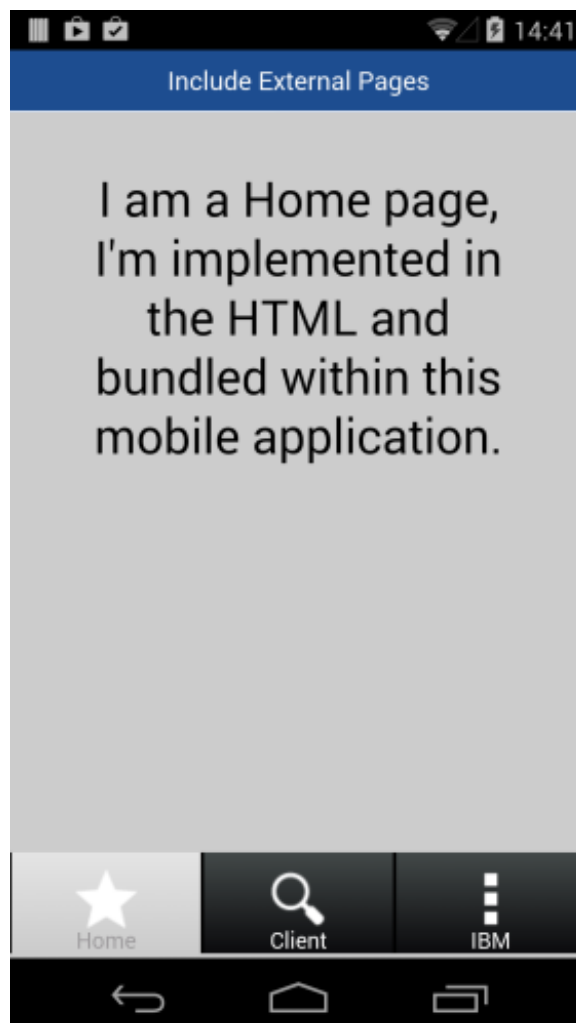 14:41
Include External Pages
I am a Home page,
I'm implemented in
the HTML and
bundled within this
mobile application.
Home
Client
IBM